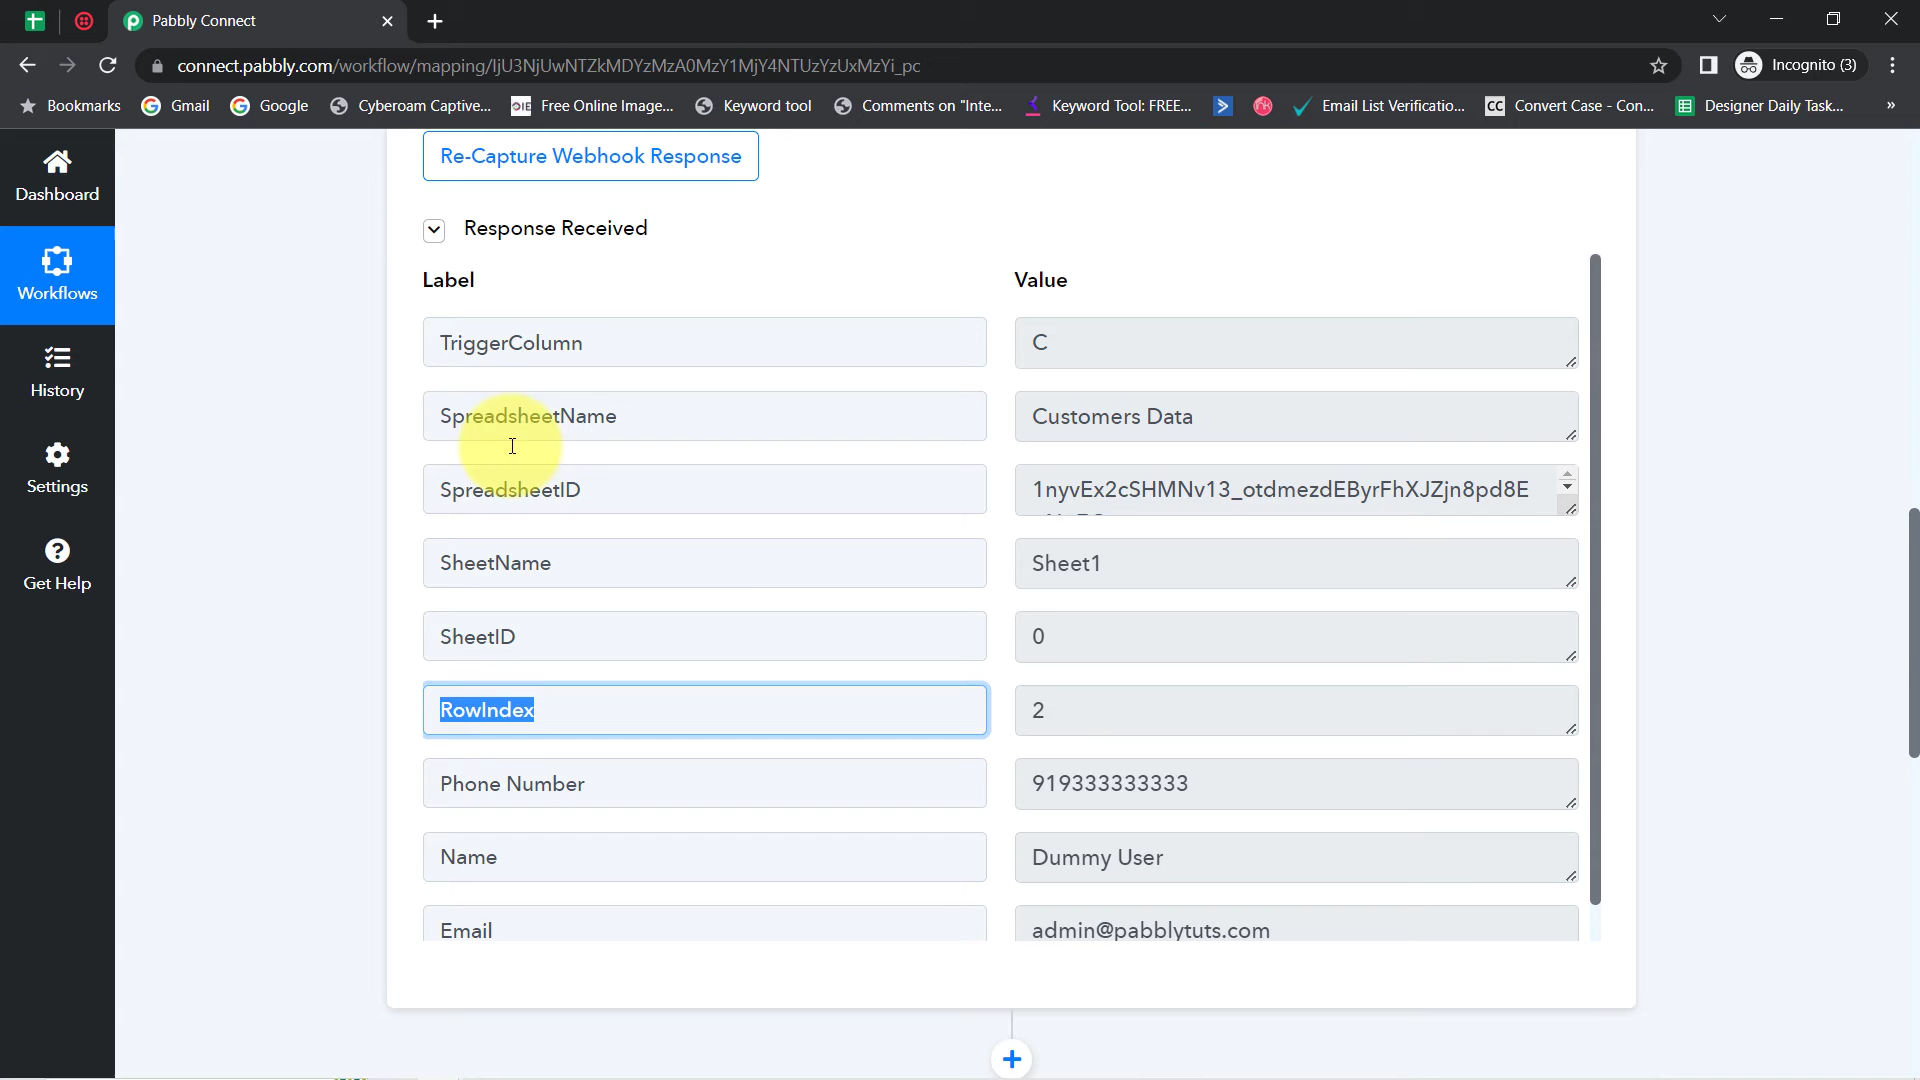 Pabbly Connect
connect.pabbly.com/workflow/mapping/IjU3NjUwNTZkMDYzMzA0MzY1MjY4NTUzYzUxMzYi_pc
Incognito (3)
Bookmarks Gmail Google Cyberoam Captive... Free Online Image... Keyword tool Comments on "Inte... Keyword Tool: FREE... Email List Verificatio... CC Convert Case - Con... Designer Daily Task... »
Dashboard
Workflows
History
Settings
Get Help
Re-Capture Webhook Response
Response Received
Label Value
TriggerColumn C
SpreadsheetName Customers Data
SpreadsheetID 1nyvEx2cSHMNv13_otdmezdEByrFhXJZjn8pd8E
SheetName Sheet1
SheetID 0
RowIndex 2
Phone Number 919333333333
Name Dummy User
Email admin@pabblytuts.com